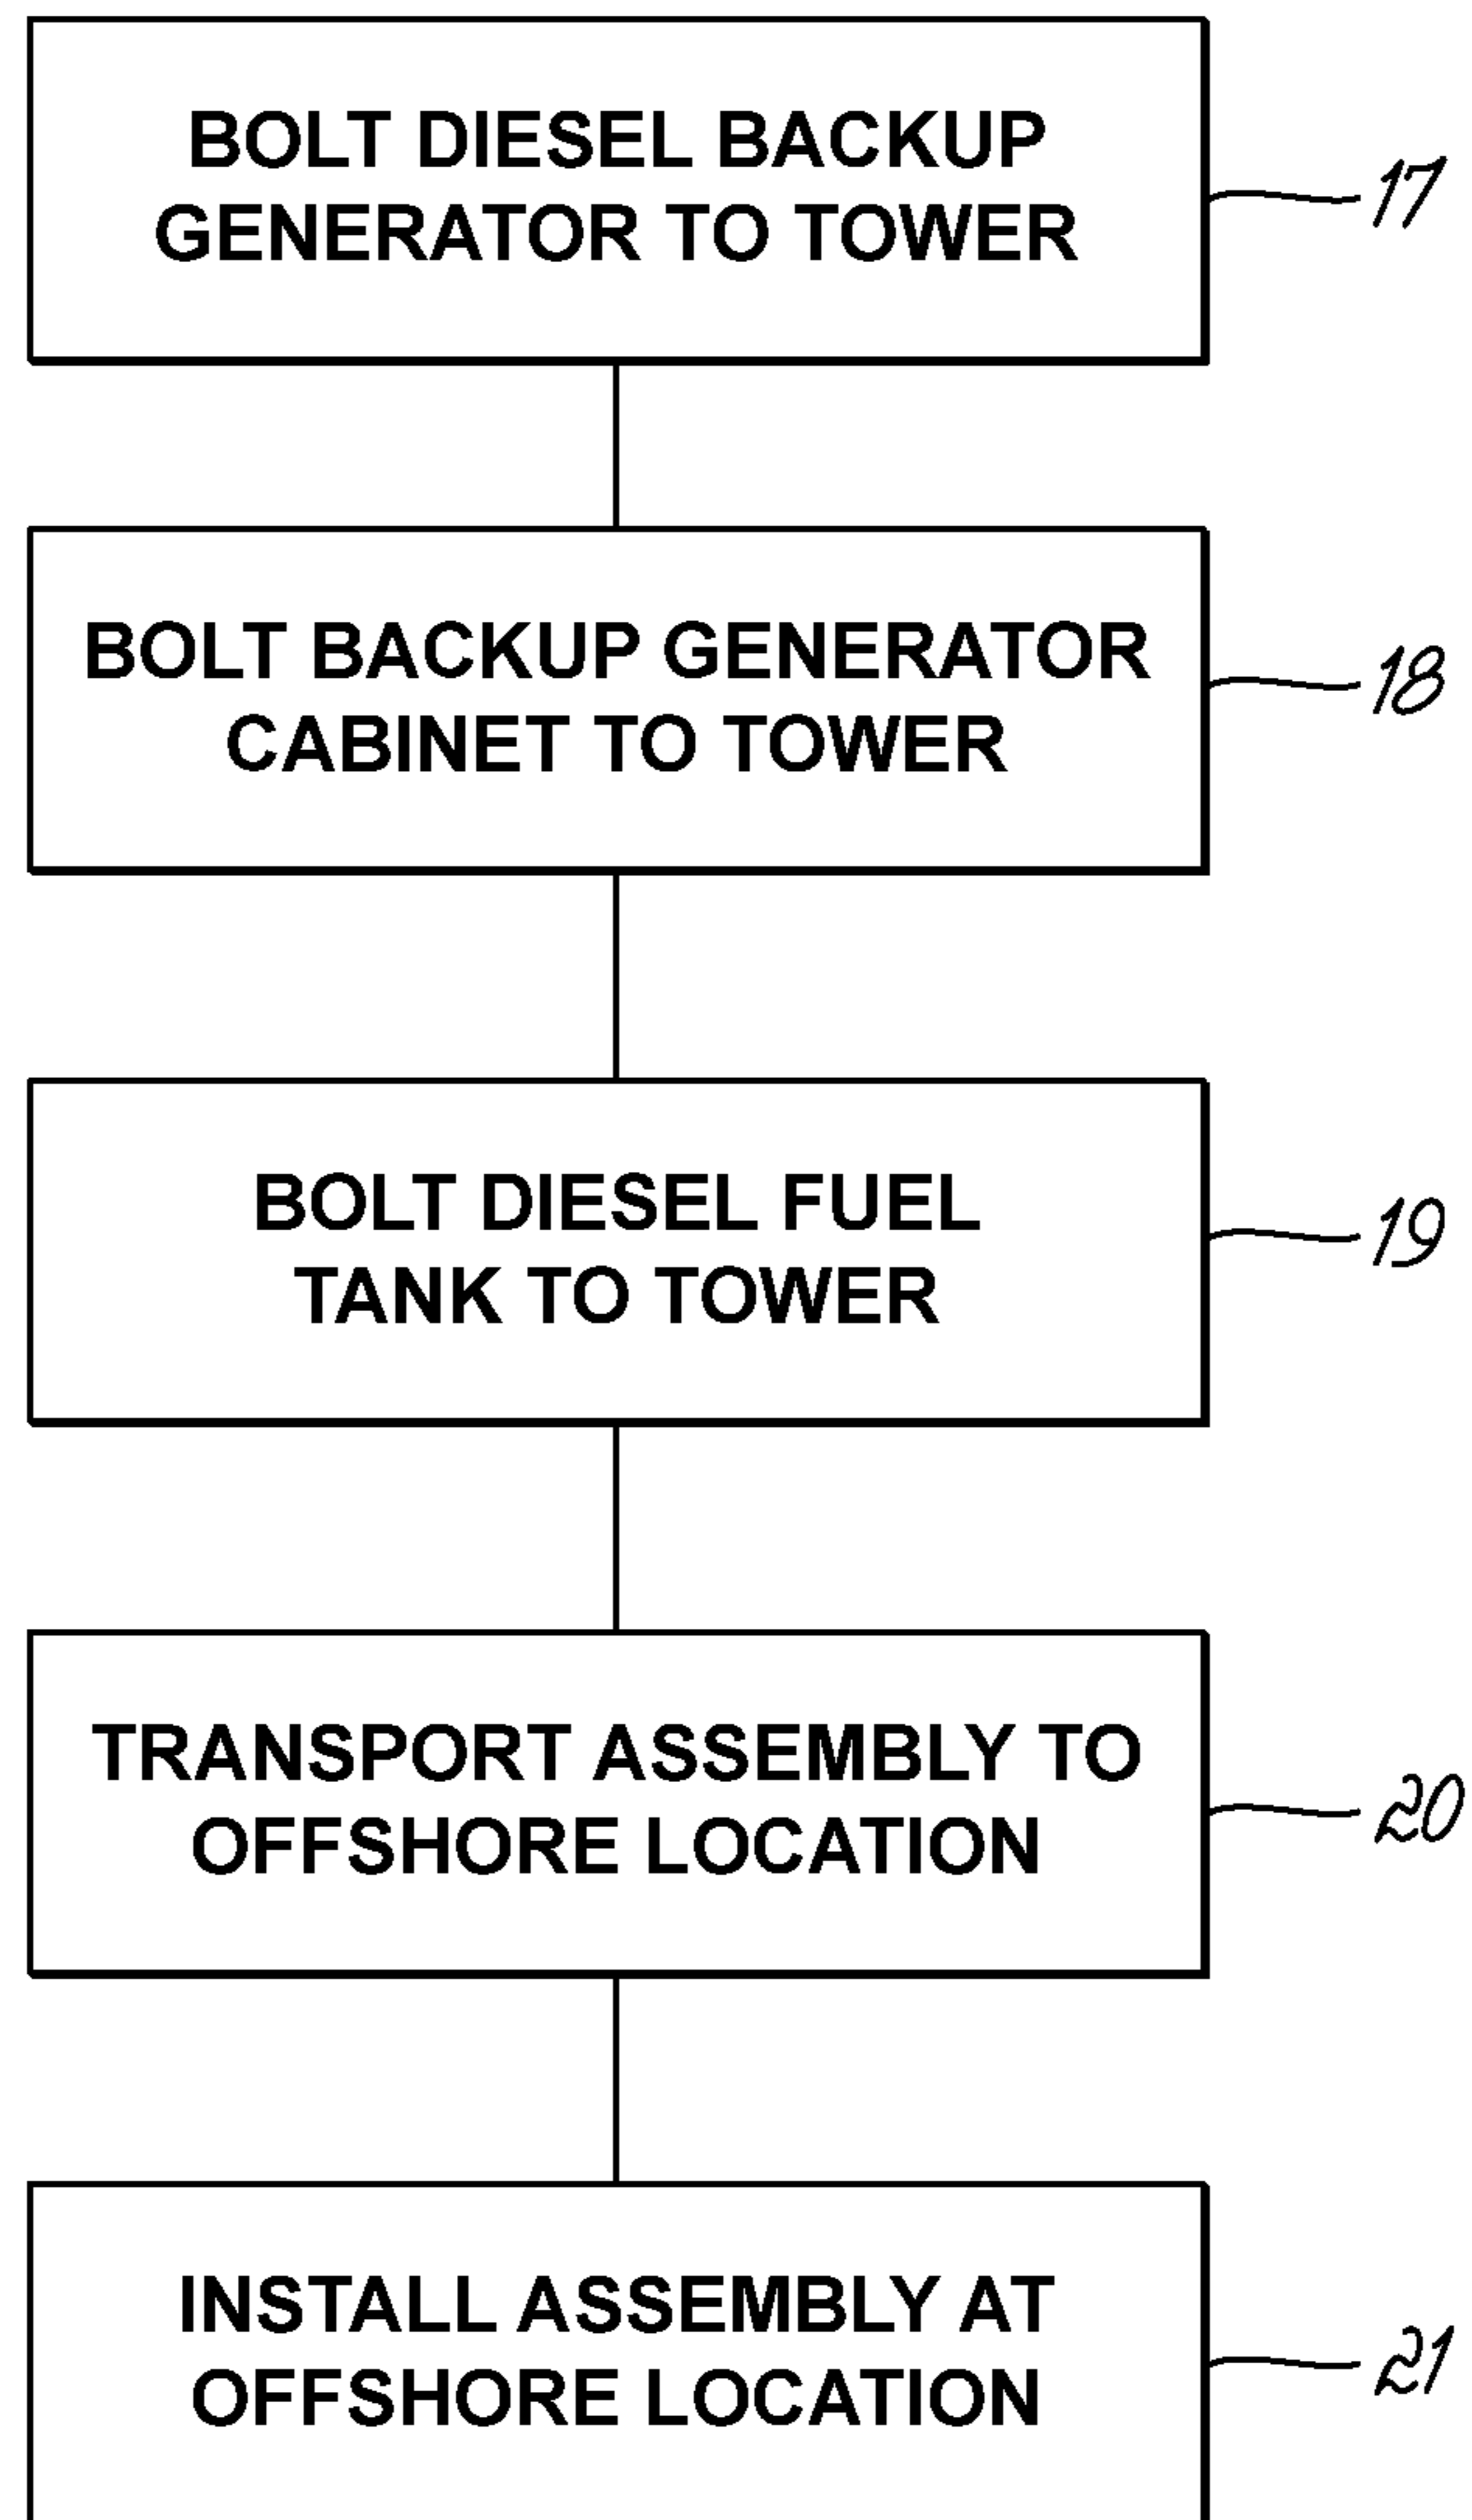 BOLT DIESEL BACKUP
GENERATOR TO TOWER
17
BOLT BACKUP GENERATOR
CABINET TO TOWER
18
BOLT DIESEL FUEL
TANK TO TOWER
19
TRANSPORT ASSEMBLY TO
OFFSHORE LOCATION
20
INSTALL ASSEMBLY AT
OFFSHORE LOCATION
21